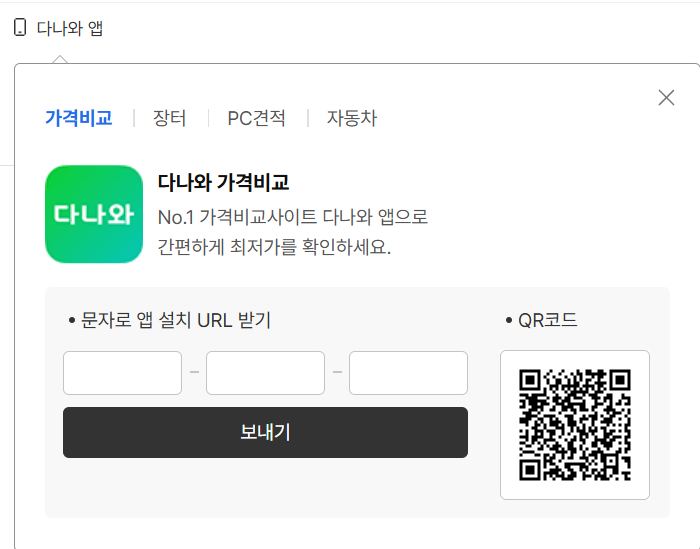 다나와 앱
가격비교 장터 PC견적 자동차
다나와
다나와 가격비교
No.1 가격비교사이트 다나와 앱으로
간편하게 최저가를 확인하세요.
• 문자로 앱 설치 URL 받기
• QR코드
보내기